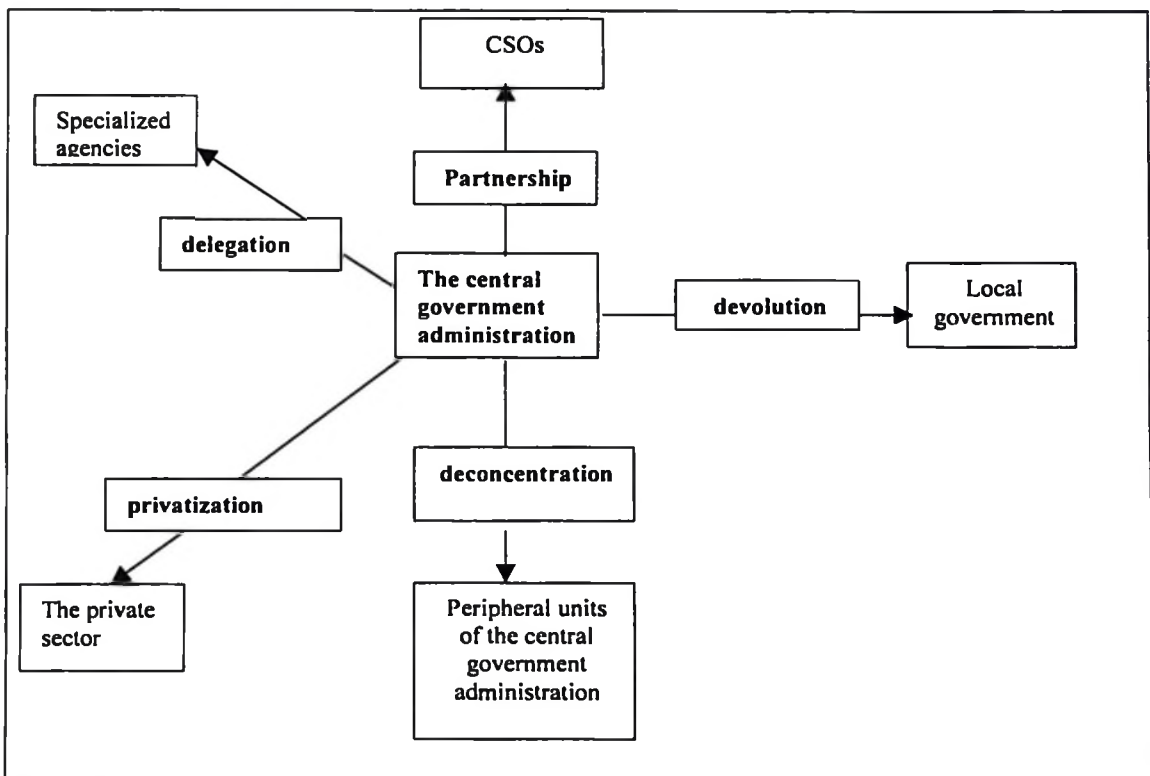 CSOs
Specialized
agencies
Partnership
delegation
The central
government
administration
devolution
Local
government
deconcentration
privatization
The private
sector
Peripheral units
of the central
government
administration